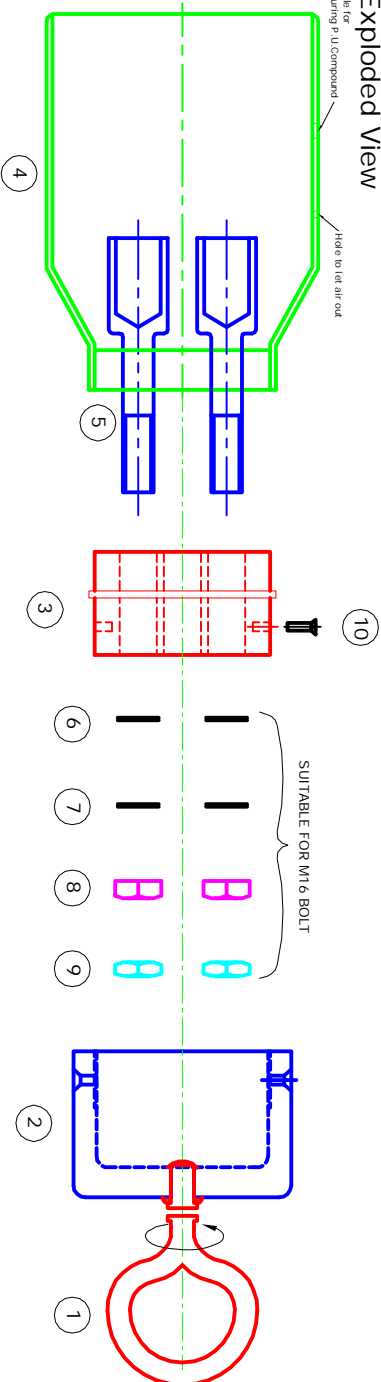 Exploded View
le for
uring P.U.Compound
Hole to let air out
4
5
3
10
6
7
8
9
SUITABLE FOR M16 BOLT
2
1